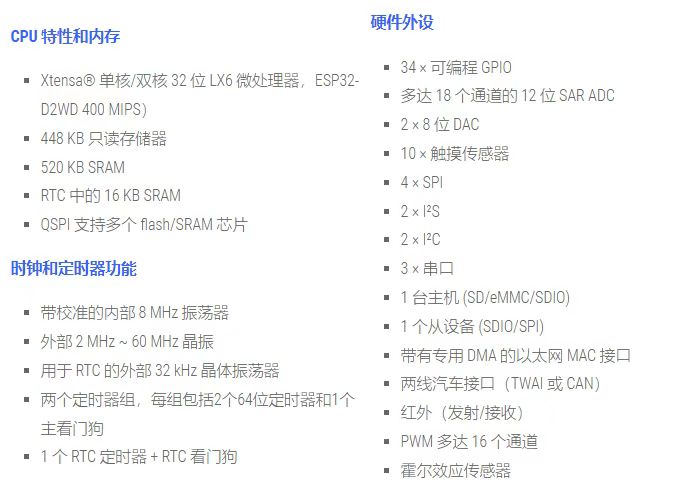 CPU 特性和内存
Xtensa® 单核/双核 32 位 LX6 微处理器，ESP32-
D2WD 400 MIPS）
448 KB 只读存储器
520 KB SRAM
RTC 中的 16 KB SRAM
QSPI 支持多个 flash/SRAM 芯片
时钟和定时器功能
带校准的内部 8 MHz 振荡器
外部 2 MHz ~ 60 MHz 晶振
用于 RTC 的外部 32 kHz 晶体振荡器
两个定时器组，每组包括2个64位定时器和1个
主看门狗
1 个 RTC 定时器 + RTC 看门狗
硬件外设
34 × 可编程 GPIO
多达 18 个通道的 12 位 SAR ADC
2 × 8 位 DAC
10 × 触摸传感器
4 × SPI
2 × I²S
2 × I²C
3 × 串口
1 台主机 (SD/eMMC/SDIO)
1 个从设备 (SDIO/SPI)
带有专用 DMA 的以太网 MAC 接口
两线汽车接口（TWAI 或 CAN）
红外（发射/接收）
PWM 多达 16 个通道
霍尔效应传感器